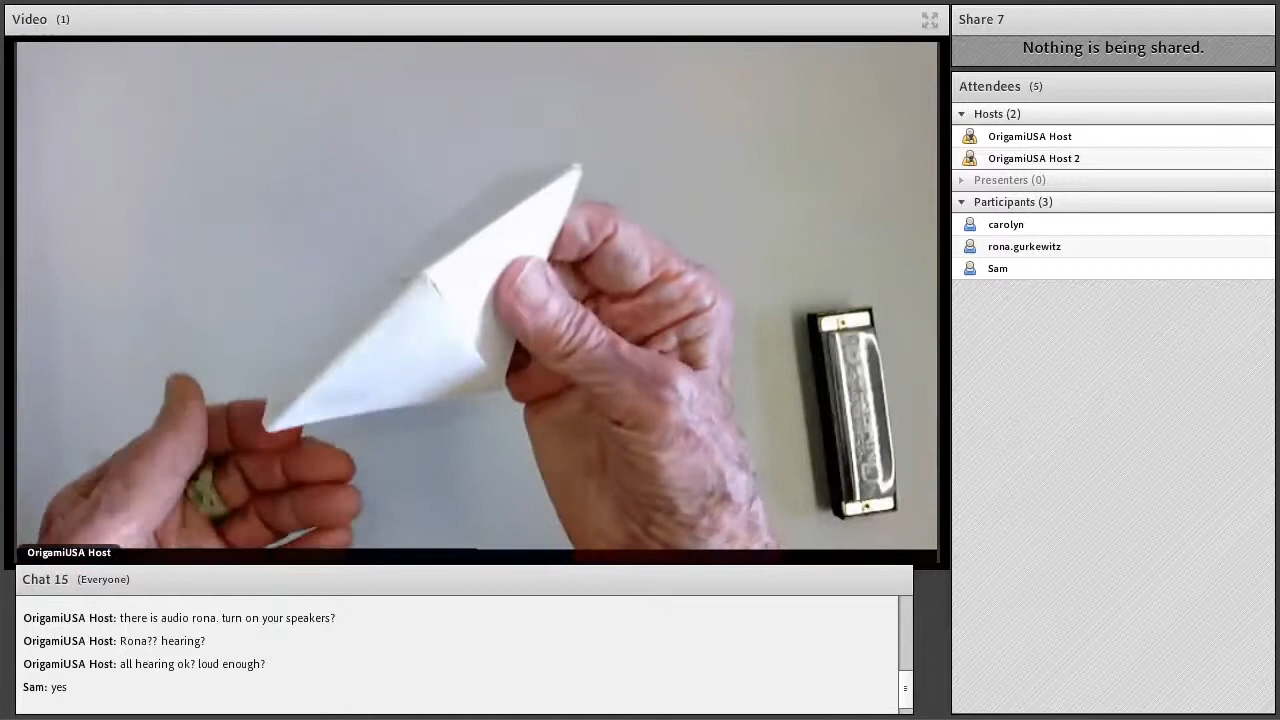 Video (1)
Share 7
Nothing is being shared.
Attendees (5)
Hosts (2)
OrigamiUSA Host
OrigamiUSA Host 2
Presenters (0)
Participants (3)
carolyn
rona.gurkewitz
Sam
OrigamiUSA Host
Chat 15 (Everyone)
OrigamiUSA Host: there is audio rona. turn on your speakers?
OrigamiUSA Host: Rona?? hearing?
OrigamiUSA Host: all hearing ok? loud enough?
Sam: yes